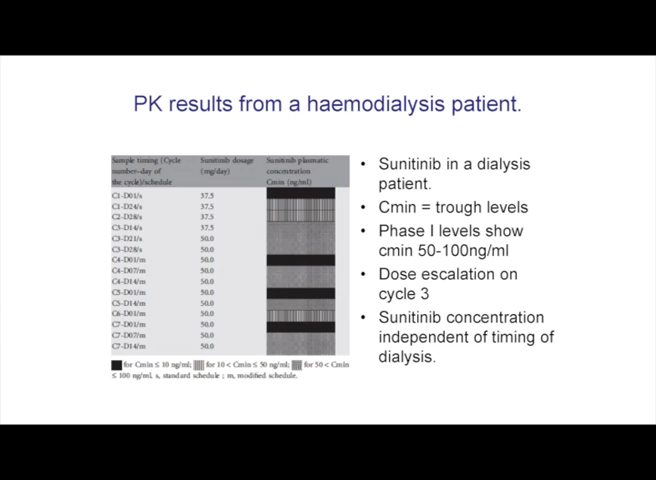 PK results from a haemodialysis patient.
Sample timing (Cycle Sunitinib dosage Sunitinib plasmatic
number–day of (mg/day) concentration
the cycle)/schedule Cmin (ng/ml)
C1-D01/s 37.5
C1-D24/s 37.5
C2-D28/s 37.5
C3-D14/s 37.5
C3-D21/s 50.0
C3-D28/s 50.0
C4-D01/m 50.0
C4-D07/m 50.0
C4-D14/m 50.0
C5-D01/m 50.0
C5-D14/m 50.0
C6-D01/m 50.0
C7-D01/m 50.0
C7-D07/m 50.0
C7-D14/m 50.0
for Cmin ≤ 10 ng/ml; for 10 < Cmin ≤ 50 ng/ml; for 50 < Cmin
≤ 100 ng/ml. s, standard schedule ; m, modified schedule.
• Sunitinib in a dialysis
patient.
• Cmin = trough levels
• Phase I levels show
cmin 50-100ng/ml
• Dose escalation on
cycle 3
• Sunitinib concentration
independent of timing of
dialysis.